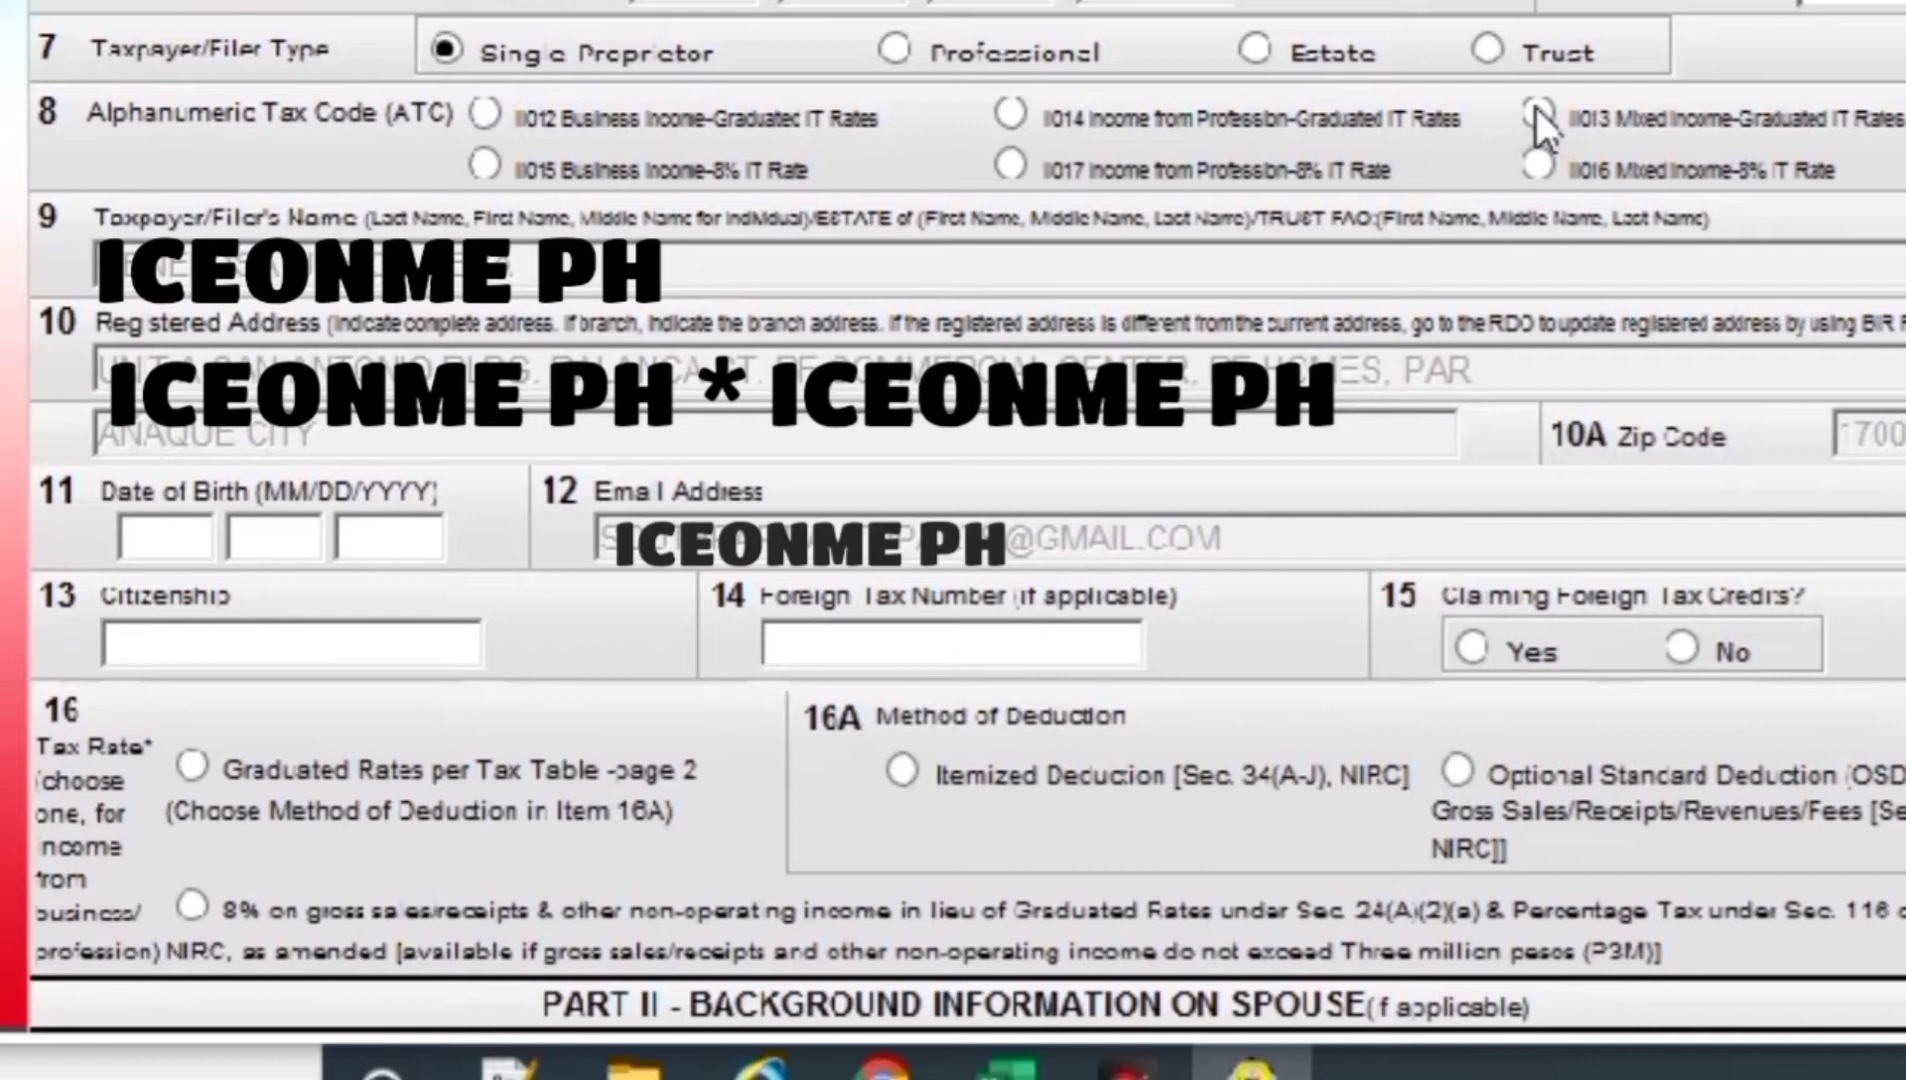 7 Taxpayer/Filer Type Single Proprietor Professional Estate Trust
8 Alphanumeric Tax Code (ATC) II012 Business Income-Graduated IT Rates II014 Income from Profession-Graduated IT Rates II013 Mixed Income-Graduated IT Rates
II015 Business Income-8% IT Rate II017 Income from Profession-8% IT Rate II016 Mixed Income-8% IT Rate
9 Taxpayer/Filer's Name (Last Name, First Name, Middle Name for Individual)/ESTATE of (First Name, Middle Name, Last Name)/TRUST FAO:(First Name, Middle Name, Last Name)
ICEONME PH
10 Registered Address (Indicate complete address. If branch, indicate the branch address. If the registered address is different from the current address, go to the RDO to update registered address by using BIR
HOMES, PAR
ICEONME PH * ICEONME PH
ANAQUE CITY 10A Zip Code 1700
11 Date of Birth (MM/DD/YYYY) 12 Email Address
ICEONME PH @GMAIL.COM
13 Citizenship 14 Foreign Tax Number (if applicable) 15 Claiming Foreign Tax Credits?
Yes No
16 16A Method of Deduction
Tax Rate*
(choose Graduated Rates per Tax Table -page 2 Itemized Deduction [Sec. 34(A-J), NIRC] Optional Standard Deduction (OSD
one, for (Choose Method of Deduction in Item 16A) Gross Sales/Receipts/Revenues/Fees [Se
income NIRC]]
from
business/ 8% on gross sales/receipts & other non-operating income in lieu of Graduated Rates under Sec. 24(A)(2)(a) & Percentage Tax under Sec. 116
profession) NIRC, as amended [available if gross sales/receipts and other non-operating income do not exceed Three million pesos (P3M)]
PART II - BACKGROUND INFORMATION ON SPOUSE(if applicable)